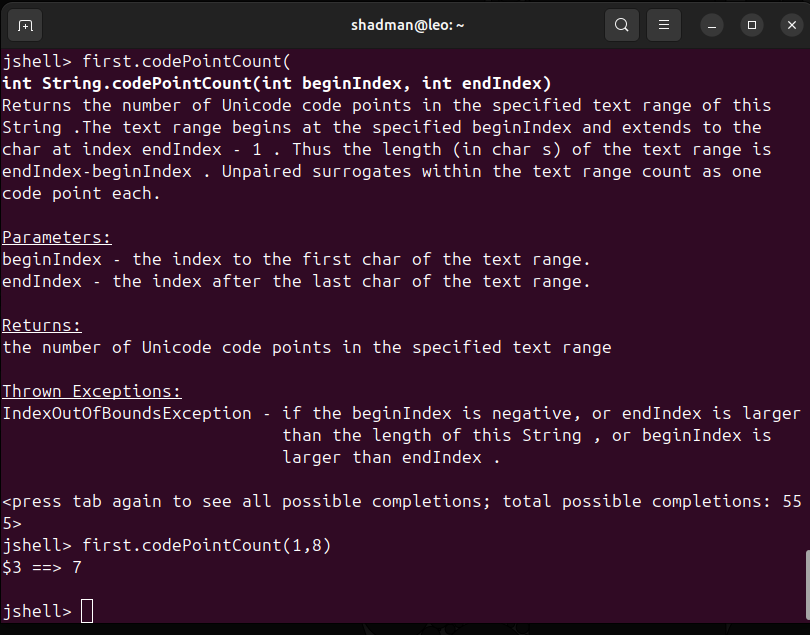 shadman@leo: ~
jshell> first.codePointCount(
int String.codePointCount(int beginIndex, int endIndex)
Returns the number of Unicode code points in the specified text range of this
String .The text range begins at the specified beginIndex and extends to the
char at index endIndex - 1 . Thus the length (in char s) of the text range is
endIndex-beginIndex . Unpaired surrogates within the text range count as one
code point each.
Parameters:
beginIndex - the index to the first char of the text range.
endIndex - the index after the last char of the text range.
Returns:
the number of Unicode code points in the specified text range
Thrown Exceptions:
IndexOutOfBoundsException - if the beginIndex is negative, or endIndex is larger
than the length of this String , or beginIndex is
larger than endIndex .
<press tab again to see all possible completions; total possible completions: 55
5>
jshell> first.codePointCount(1,8)
$3 ==> 7
jshell>